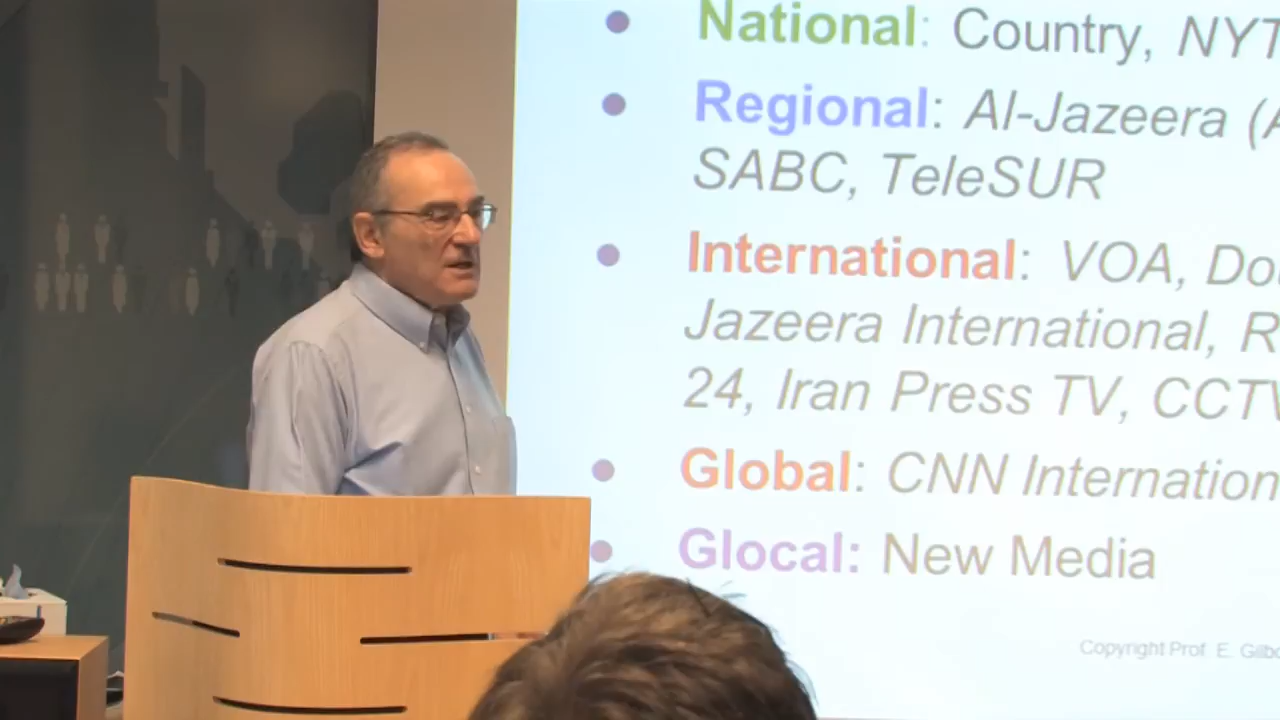 • National: Country, NYT
• Regional: Al-Jazeera (A
SABC, TeleSUR
• International: VOA, Do
Jazeera International, R
24, Iran Press TV, CCTV
• Global: CNN Internation
• Glocal: New Media
Copyright Prof. E. Gilbo